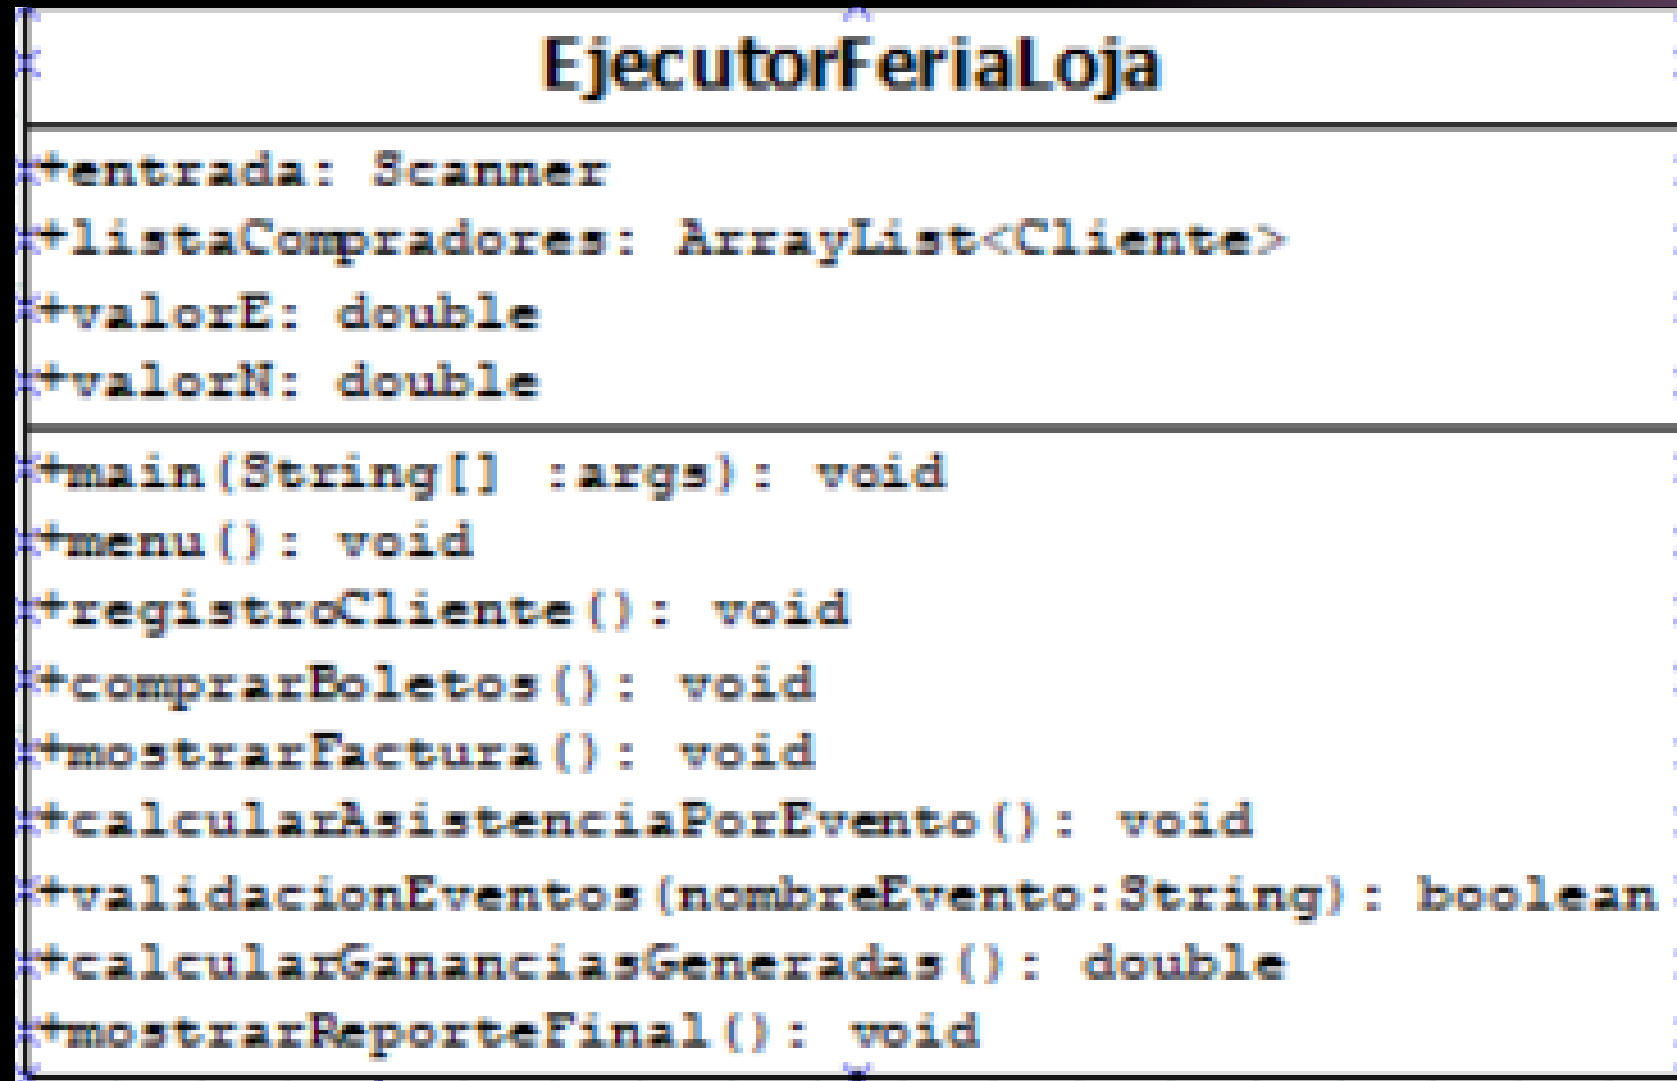 EjecutorFeriaLoja
+entrada: Scanner
+listaCompradores: ArrayList<Cliente>
+valorE: double
+valorN: double
+main(String[] :args): void
+menu(): void
+registroCliente(): void
+comprarBoletos(): void
+mostrarFactura(): void
+calcularAsistenciaPorEvento(): void
+validacionEventos(nombreEvento:String): boolean
+calcularGananciasGeneradas(): double
+mostrarReporteFinal(): void